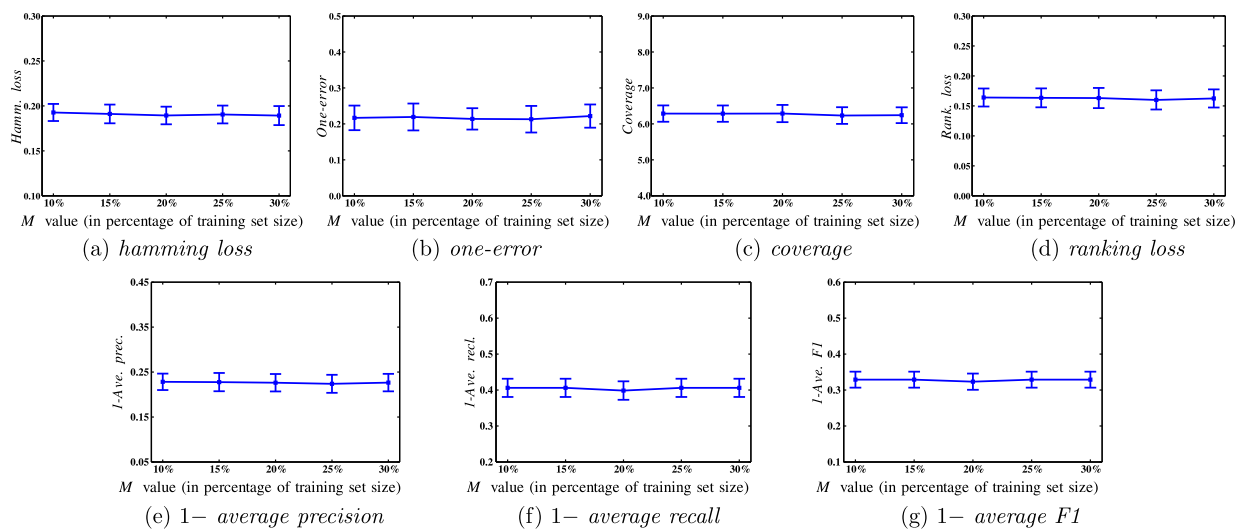 0.30
0.25
0.20
0.15
0.10
Hamm. loss
10% 15% 20% 25% 30%
M value (in percentage of training set size)
(a) hamming loss
0.5
0.4
0.3
0.2
0.1
0.0
One-error
10% 15% 20% 25% 30%
M value (in percentage of training set size)
(b) one-error
9.0
8.0
7.0
6.0
5.0
4.0
Coverage
10% 15% 20% 25% 30%
M value (in percentage of training set size)
(c) coverage
0.30
0.25
0.20
0.15
0.10
0.05
0.00
Rank. loss
10% 15% 20% 25% 30%
M value (in percentage of training set size)
(d) ranking loss
0.45
0.35
0.25
0.15
0.05
1-Ave. prec.
10% 15% 20% 25% 30%
M value (in percentage of training set size)
(e) 1− average precision
0.7
0.6
0.5
0.4
0.3
0.2
1-Ave. recl.
10% 15% 20% 25% 30%
M value (in percentage of training set size)
(f) 1− average recall
0.6
0.5
0.4
0.3
0.2
0.1
1-Ave. F1
10% 15% 20% 25% 30%
M value (in percentage of training set size)
(g) 1− average F1